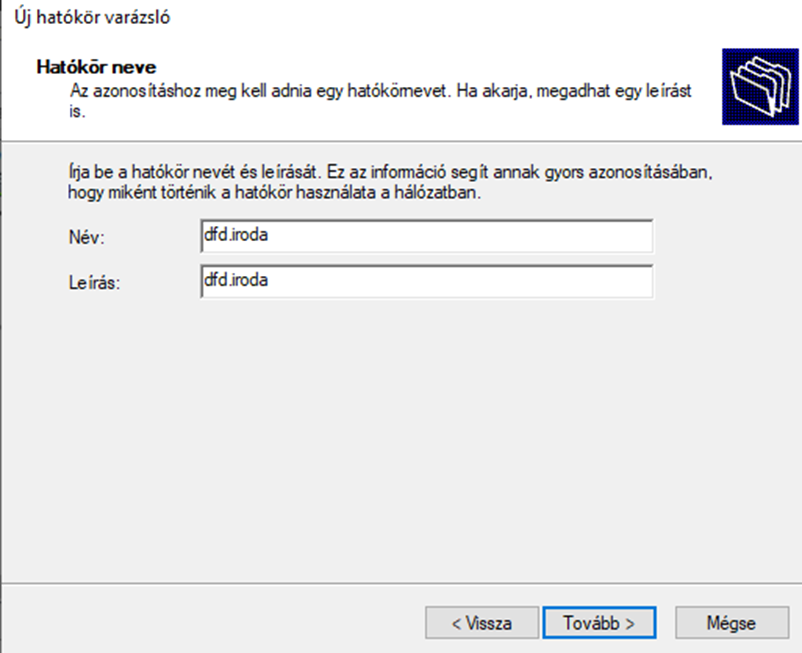 Új hatókör varázsló
Hatókör neve
Az azonosításhoz meg kell adnia egy hatókörnevet. Ha akarja, megadhat egy leírást
is.
Írja be a hatókör nevét és leírását. Ez az információ segít annak gyors azonosításában,
hogy miként történik a hatókör használata a hálózatban.
Név: dfd.iroda
Leírás: dfd.iroda
< Vissza Tovább > Mégse